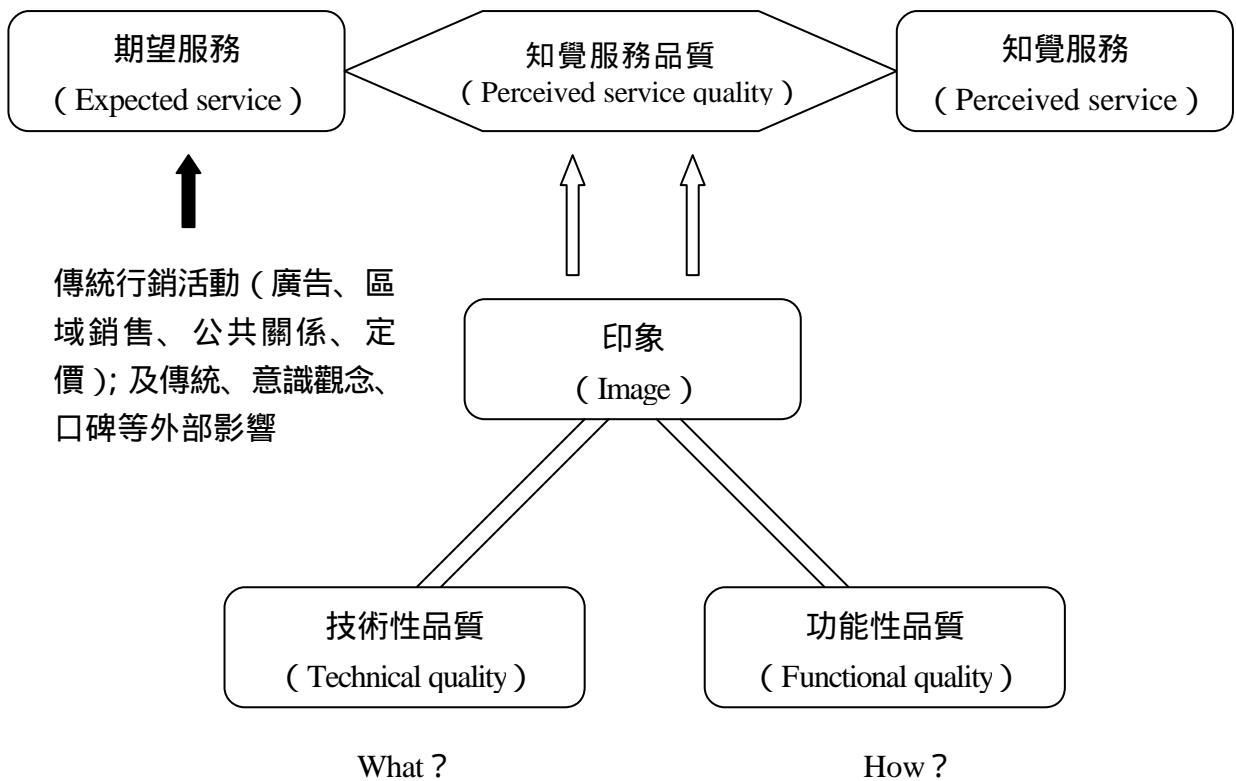 期望服務
（Expected service）
知覺服務品質
（Perceived service quality）
知覺服務
（Perceived service）
傳統行銷活動（廣告、區
域銷售、公共關係、定
價）；及傳統、意識觀念、
口碑等外部影響
印象
（Image）
技術性品質
（Technical quality）
功能性品質
（Functional quality）
What？
How？